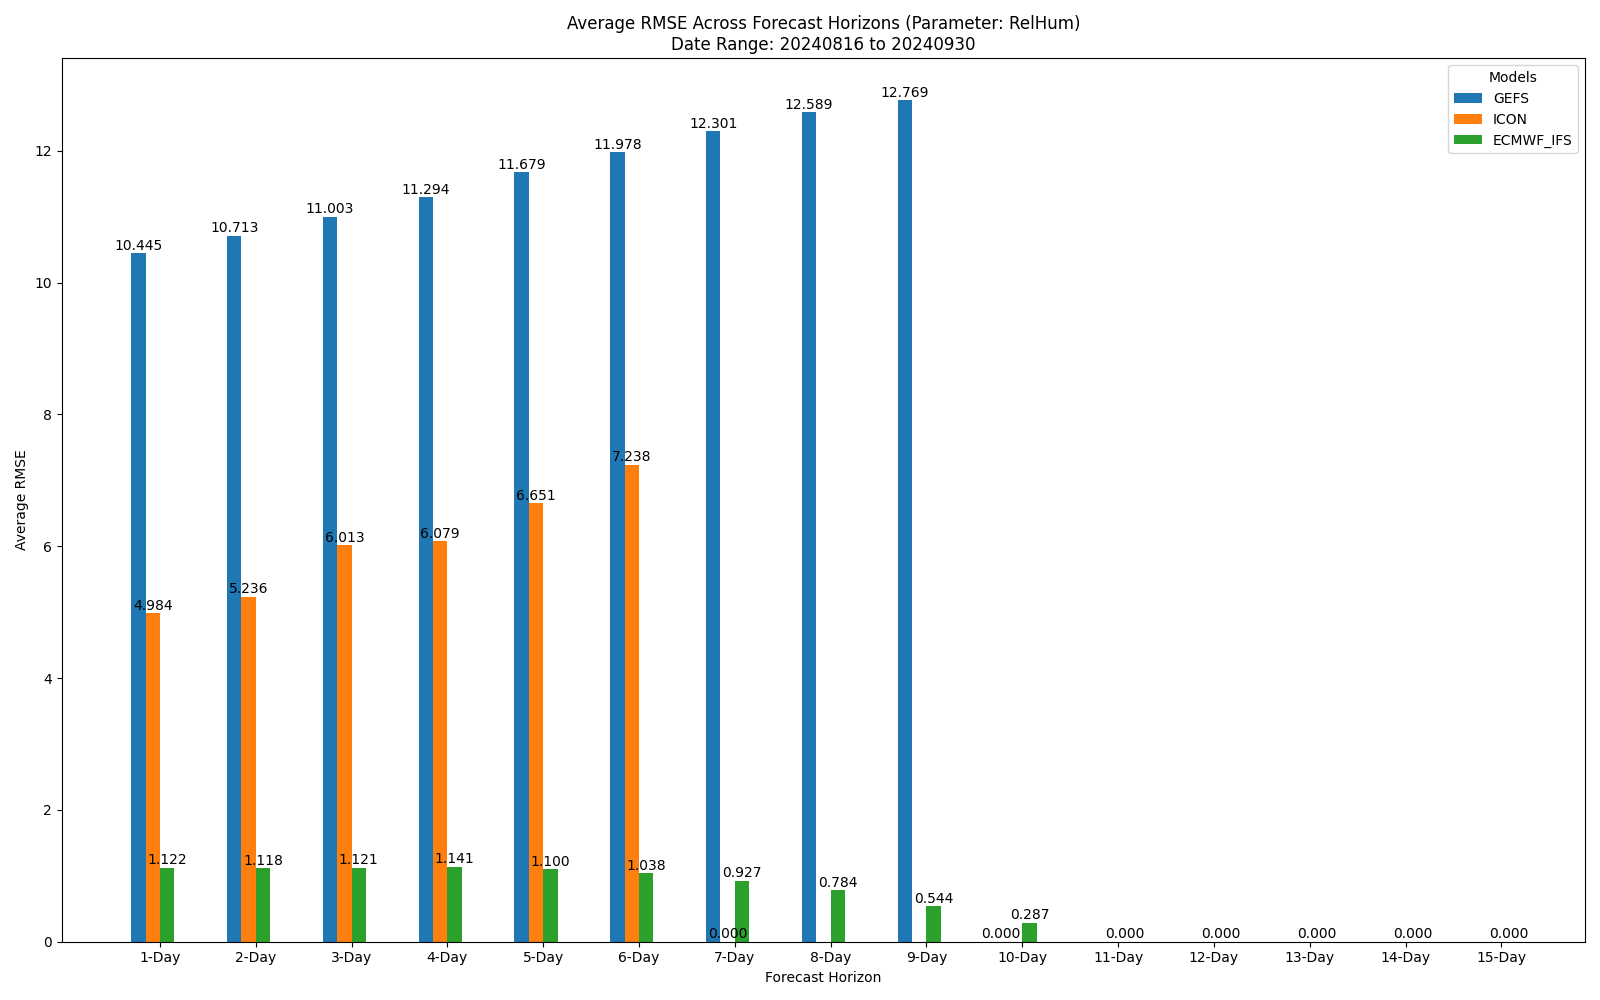 Average RMSE Across Forecast Horizons (Parameter: RelHum)
Date Range: 20240816 to 20240930
Models
GEFS
ICON
ECMWF_IFS
Average RMSE
12
10
8
6
4
2
0
10.445
4.984
1.122
10.713
5.236
1.118
11.003
6.013
1.121
11.294
6.079
1.141
11.679
6.651
1.100
11.978
7.238
1.038
12.301
0.000
0.927
12.589
0.784
12.769
0.544
0.000
0.287
0.000
0.000
0.000
0.000
0.000
1-Day
2-Day
3-Day
4-Day
5-Day
6-Day
7-Day
8-Day
9-Day
10-Day
11-Day
12-Day
13-Day
14-Day
15-Day
Forecast Horizon